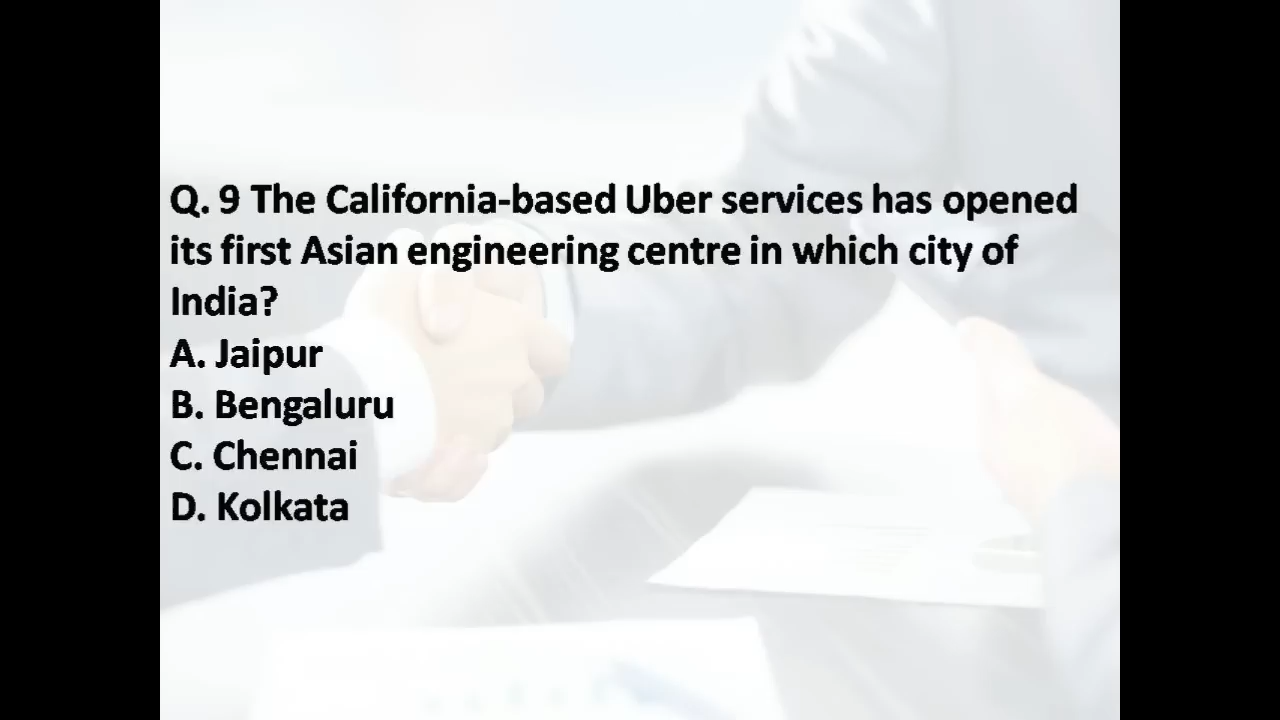 Q. 9 The California-based Uber services has opened
its first Asian engineering centre in which city of
India?
A. Jaipur
B. Bengaluru
C. Chennai
D. Kolkata